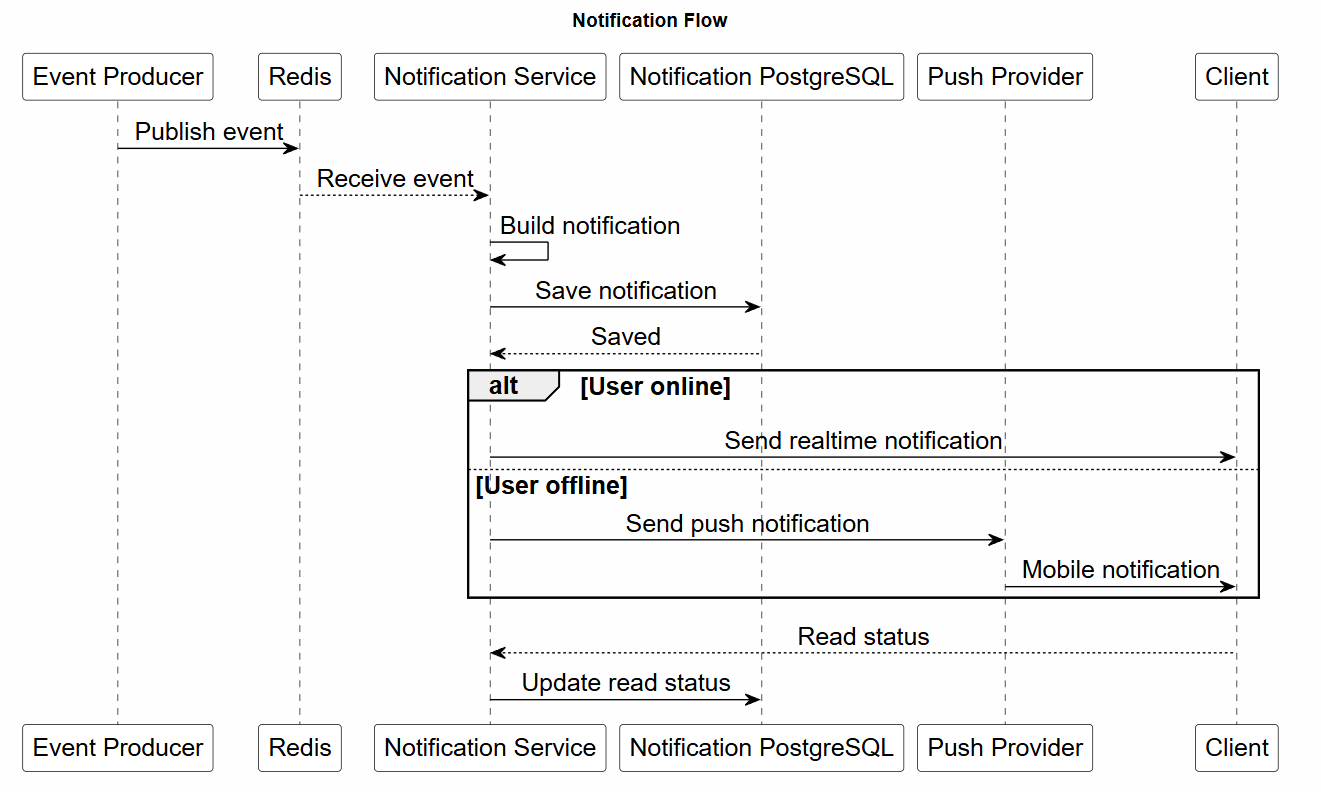 Notification Flow
Event Producer
Redis
Notification Service
Notification PostgreSQL
Push Provider
Client
Publish event
Receive event
Build notification
Save notification
Saved
alt
[User online]
Send realtime notification
[User offline]
Send push notification
Mobile notification
Read status
Update read status
Event Producer
Redis
Notification Service
Notification PostgreSQL
Push Provider
Client